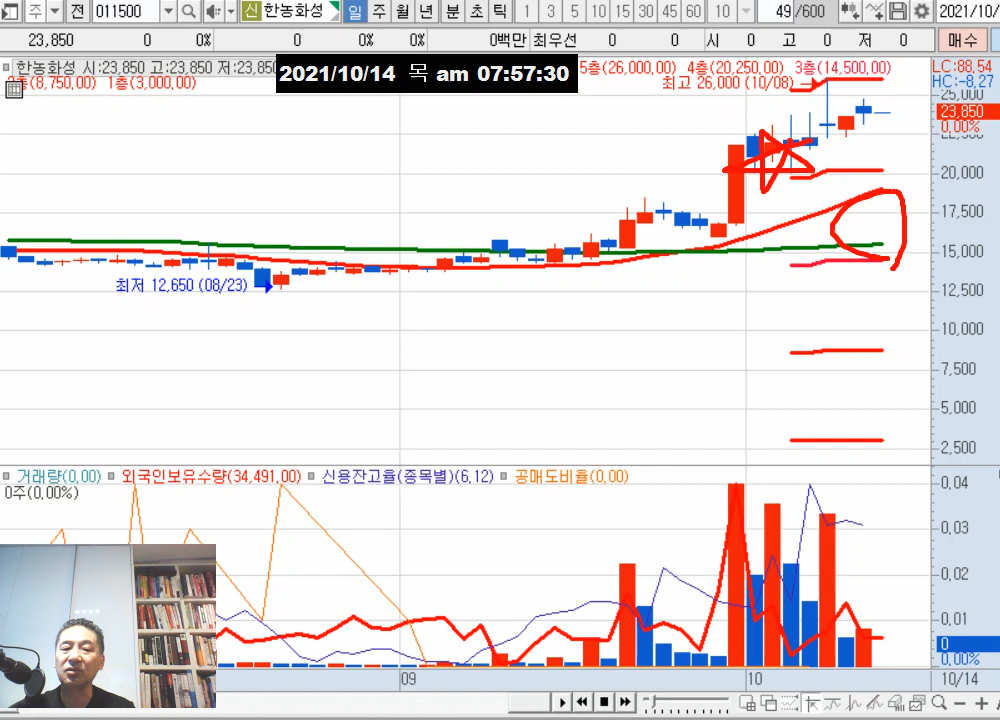 주 전 011500 신 한농화성 일 주 월 년 분 초 틱 1 3 5 10 15 30 45 60 10 49 /600 2021/10/
23,850 0 0% 0 0% 0% 0백만 최우선 0 0 시 0 고 0 저 0 매수
한농화성 시:23,850 고:23,850 저:23,850
2021/10/14 목 am 07:57:30
5층(26,000,00) 4층(20,250,00) 3층(14,500,00)
LC:88,54
층(8,750,00) 1층(3,000,00)
최고 26,000 (10/08)
HC:-8,27
25,000
23,850
0,00%
20,000
17,500
15,000
최저 12,650 (08/23)
12,500
10,000
7,500
5,000
2,500
거래량(0,00) 외국인보유수량(34,491,00) 신용잔고율(종목별)(6,12) 공매도비율(0,00)
0주(0,00%)
0,04
0,03
0,02
0,01
0
0,00%
09
10
10/14